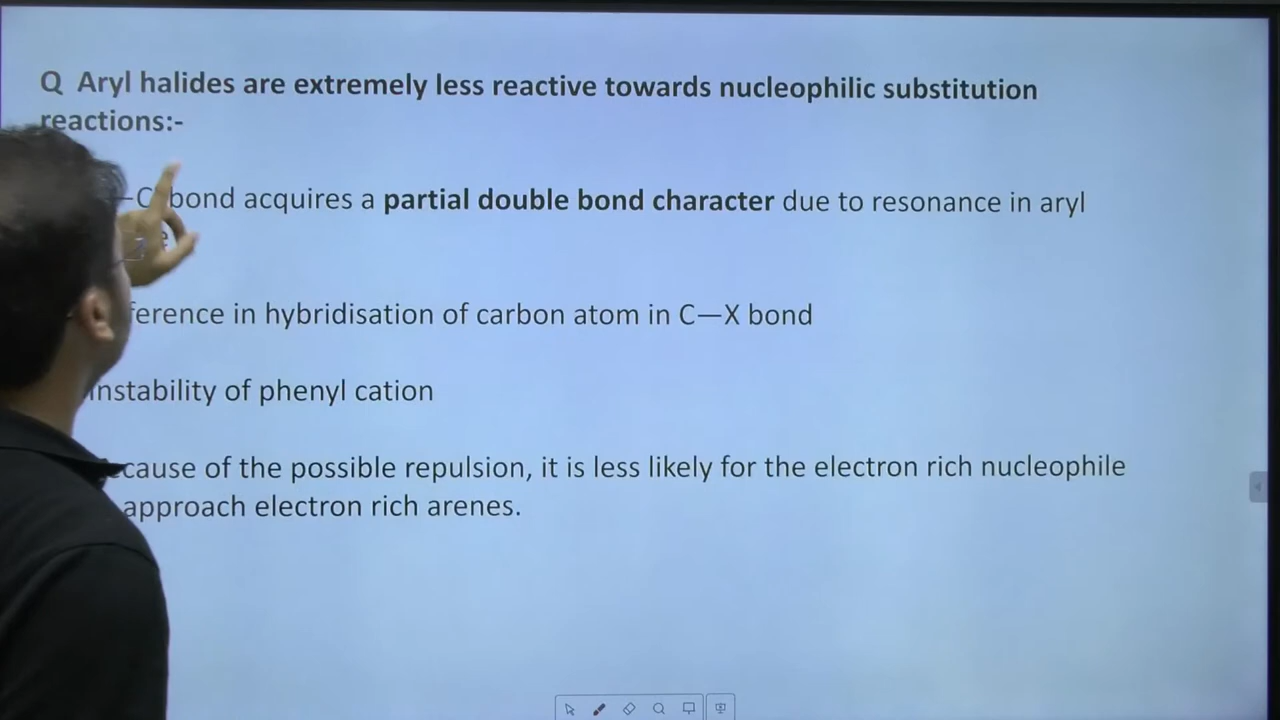 Q Aryl halides are extremely less reactive towards nucleophilic substitution
reactions:-
–C bond acquires a partial double bond character due to resonance in aryl
ference in hybridisation of carbon atom in C—X bond
Instability of phenyl cation
cause of the possible repulsion, it is less likely for the electron rich nucleophile
approach electron rich arenes.